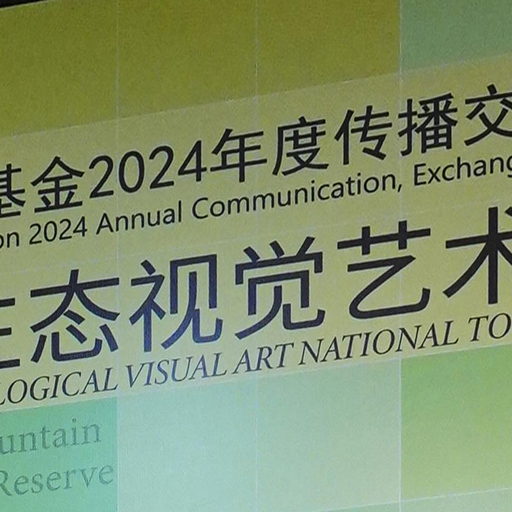 基金2024年度传播交
on 2024 Annual Communication, Exchang
生态视觉艺术
LOGICAL VISUAL ART NATIONAL TO
untain
Reserve